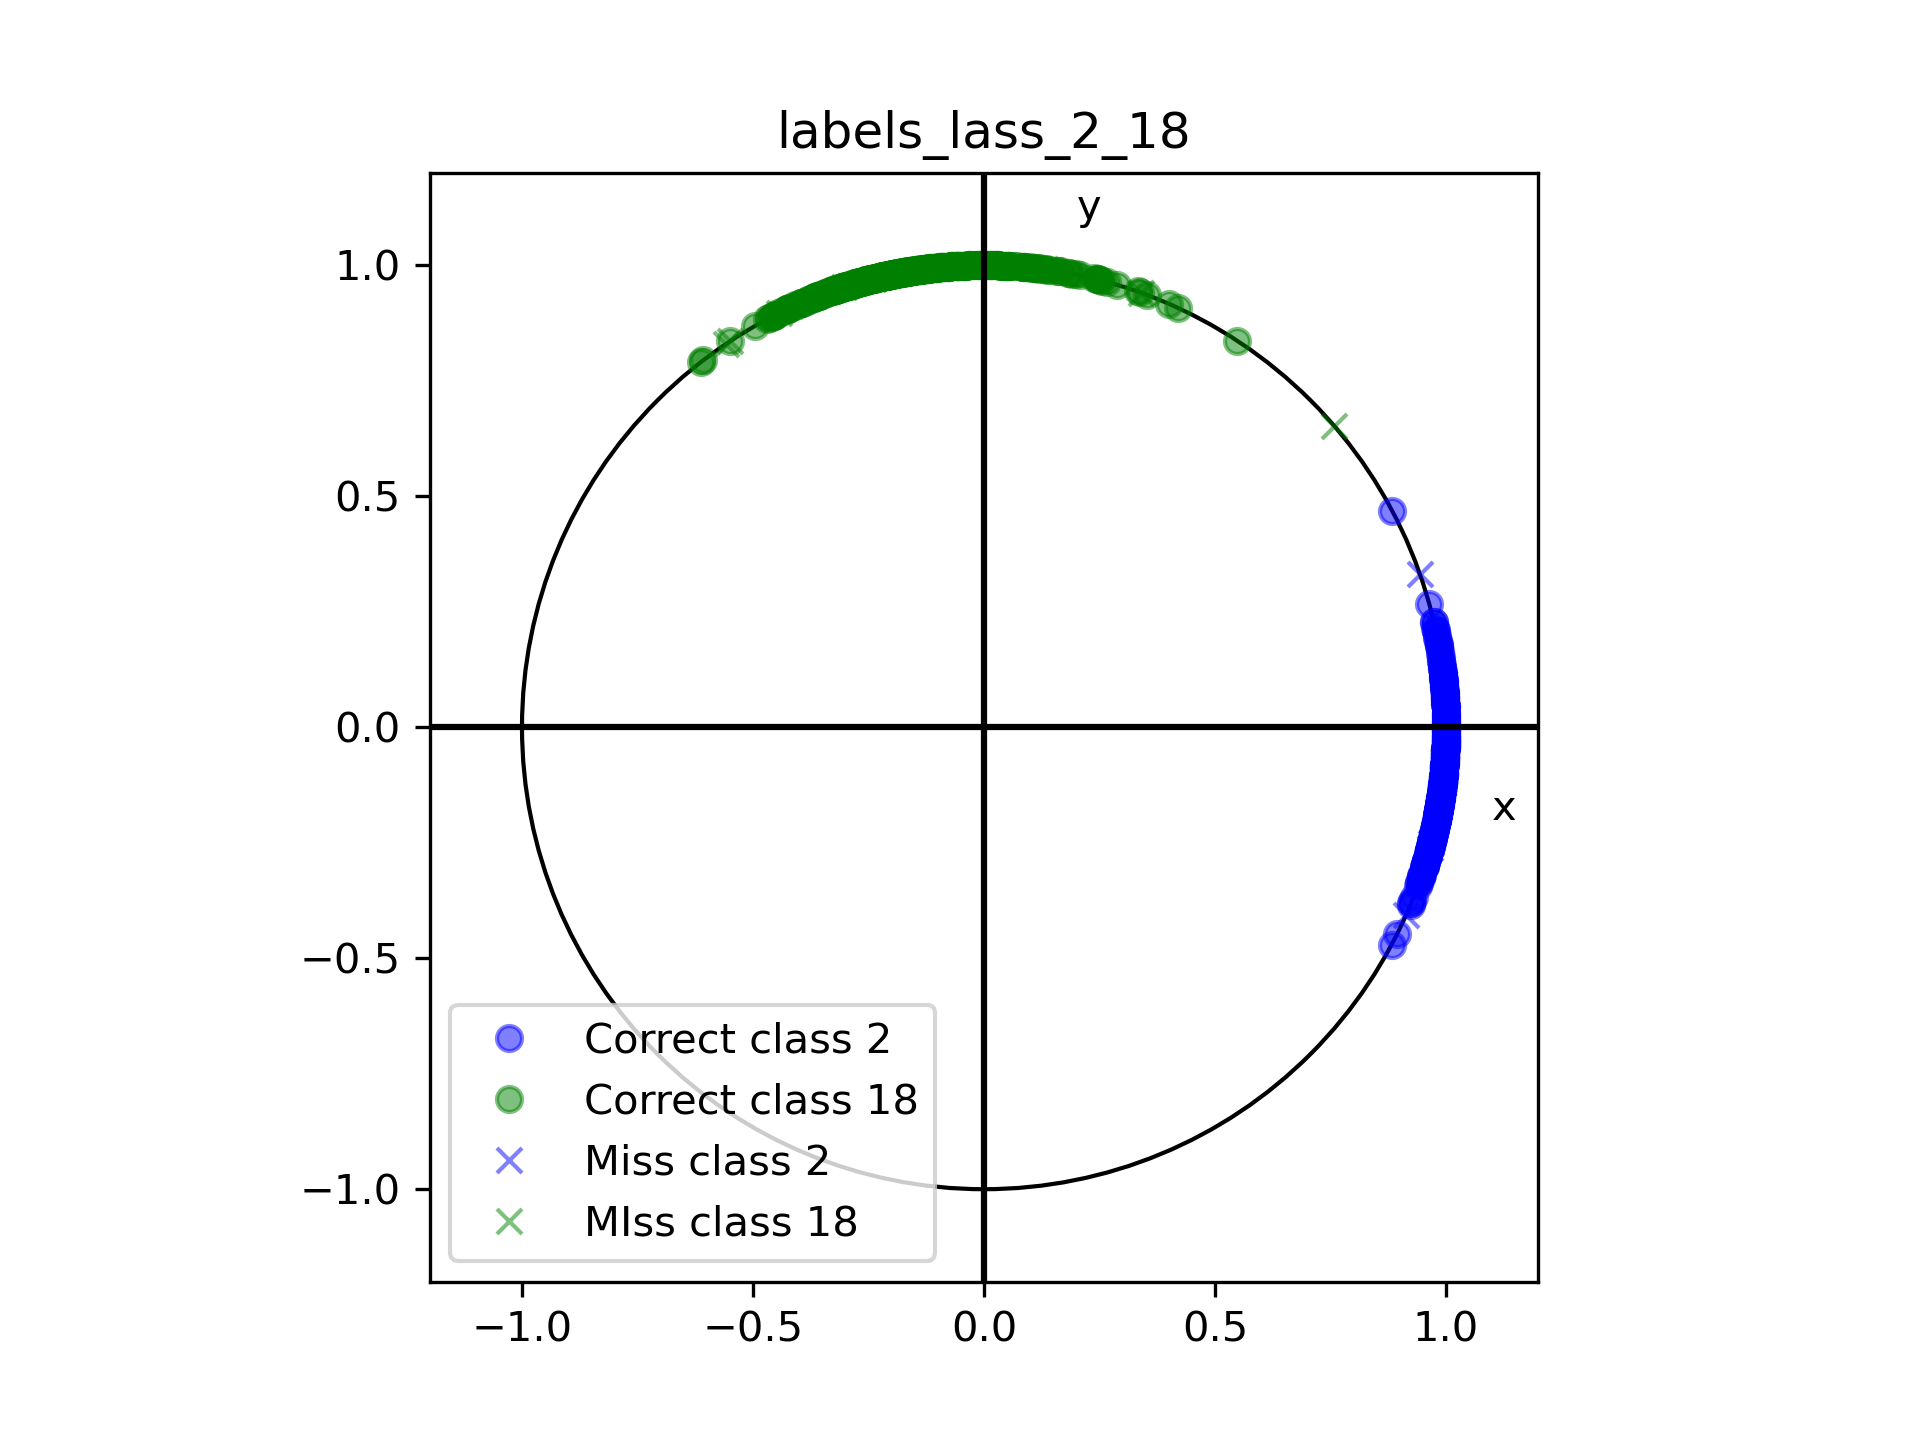 labels_lass_2_18
y
1.0
0.5
0.0
x
−0.5
−1.0
Correct class 2
Correct class 18
Miss class 2
MIss class 18
−1.0 −0.5 0.0 0.5 1.0